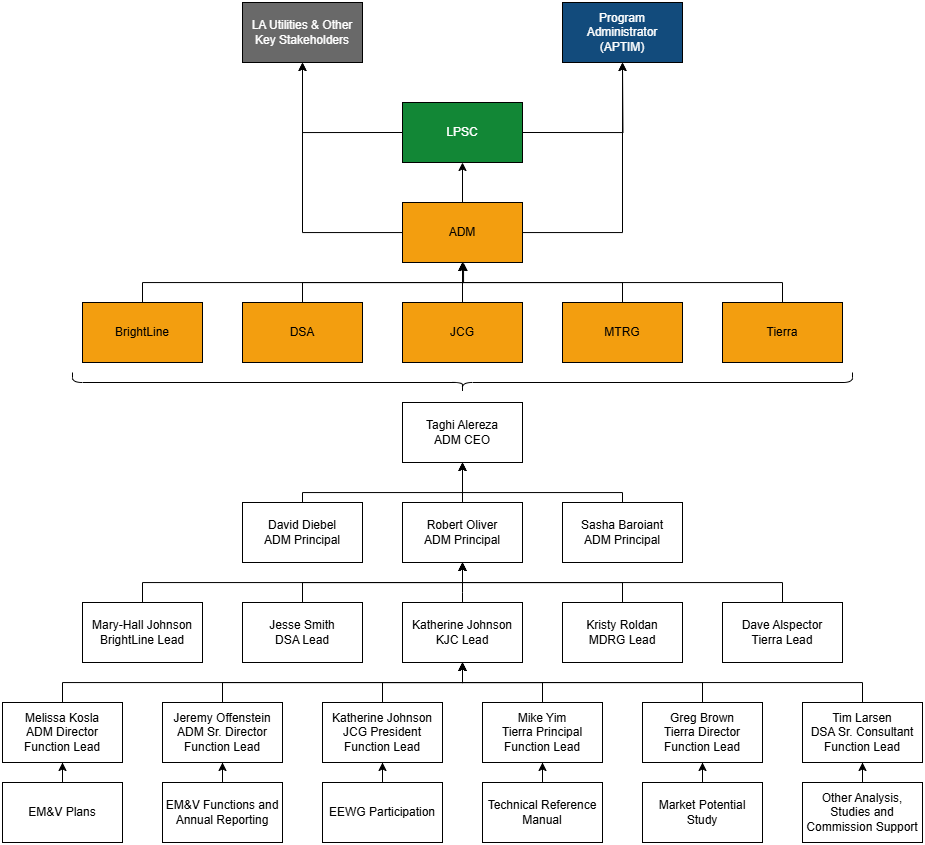 LA Utilities & Other
Key Stakeholders
Program
Administrator
(APTIM)
LPSC
ADM
BrightLine
DSA
JCG
MTRG
Tierra
Taghi Alereza
ADM CEO
David Diebel
ADM Principal
Robert Oliver
ADM Principal
Sasha Baroiant
ADM Principal
Mary-Hall Johnson
BrightLine Lead
Jesse Smith
DSA Lead
Katherine Johnson
KJC Lead
Kristy Roldan
MDRG Lead
Dave Alspector
Tierra Lead
Melissa Kosla
ADM Director
Function Lead
Jeremy Offenstein
ADM Sr. Director
Function Lead
Katherine Johnson
JCG President
Function Lead
Mike Yim
Tierra Principal
Function Lead
Greg Brown
Tierra Director
Function Lead
Tim Larsen
DSA Sr. Consultant
Function Lead
EM&V Plans
EM&V Functions and
Annual Reporting
EEWG Participation
Technical Reference
Manual
Market Potential
Study
Other Analysis,
Studies and
Commission Support